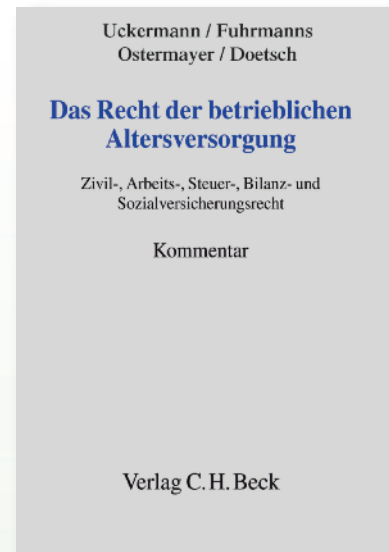 Uckermann / Fuhrmanns
Ostermayer / Doetsch
Das Recht der betrieblichen
Altersversorgung
Zivil-, Arbeits-, Steuer-, Bilanz- und
Sozialversicherungsrecht
Kommentar
Verlag C. H. Beck